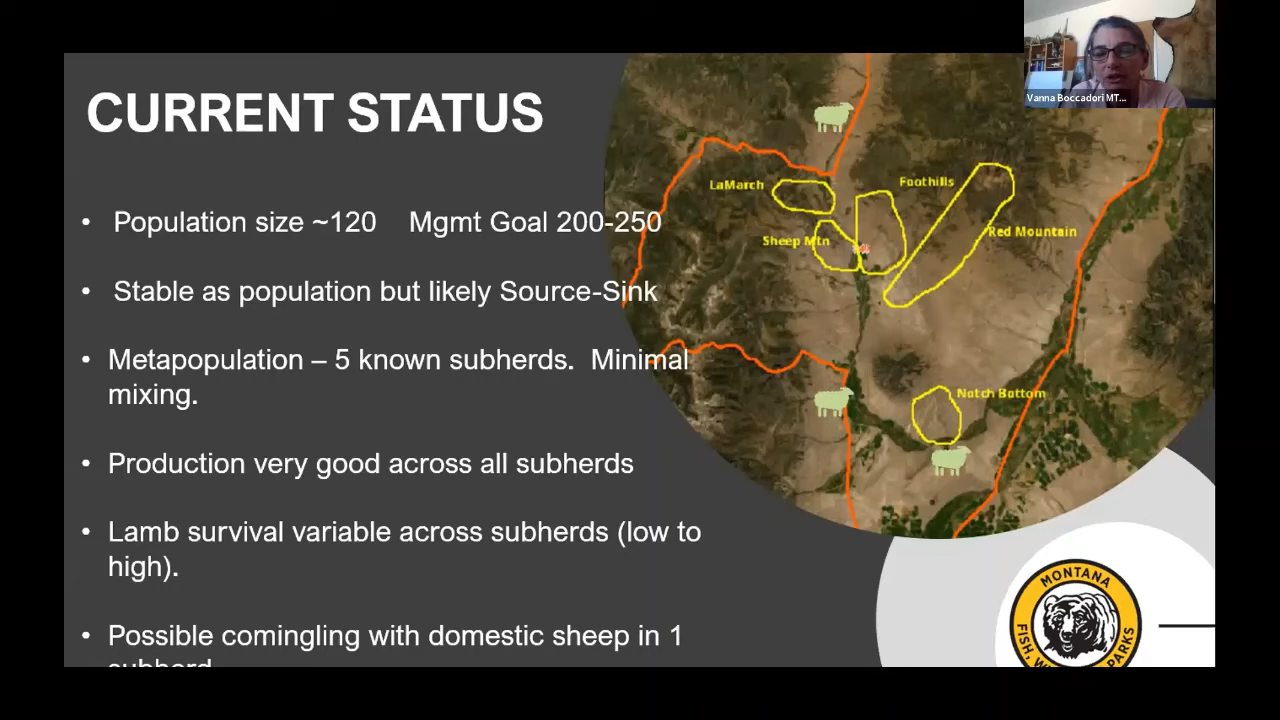 Vanna Boccadori MT...
CURRENT STATUS
• Population size ~120 Mgmt Goal 200-250
• Stable as population but likely Source-Sink
• Metapopulation – 5 known subherds. Minimal
mixing.
• Production very good across all subherds
• Lamb survival variable across subherds (low to
high).
• Possible comingling with domestic sheep in 1
subherd
LaMarch
Foothills
Sheep Mtn
Red Mountain
Notch Bottom
MONTANA
FISH, W PARKS